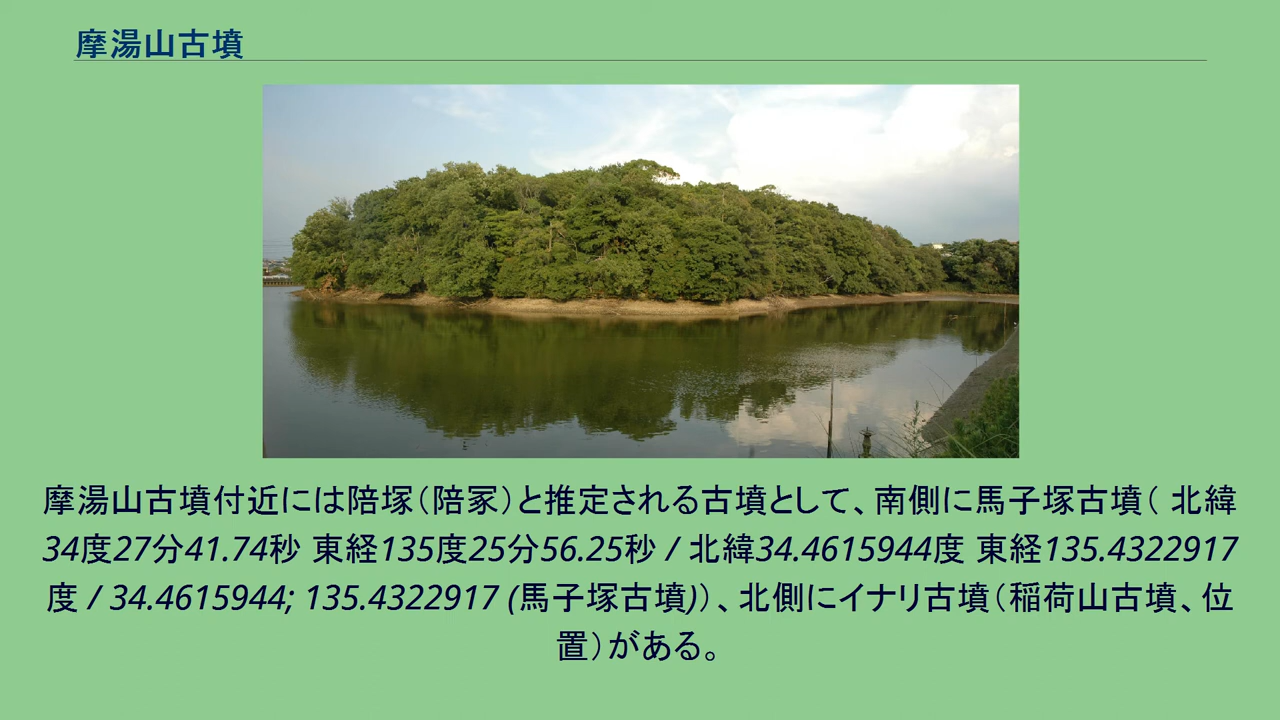 摩湯山古墳
摩湯山古墳付近には陪塚（陪冢）と推定される古墳として、南側に馬子塚古墳（ 北緯
34度27分41.74秒 東経135度25分56.25秒 / 北緯34.4615944度 東経135.4322917
度 / 34.4615944; 135.4322917 (馬子塚古墳)）、北側にイナリ古墳（稲荷山古墳、位
置）がある。